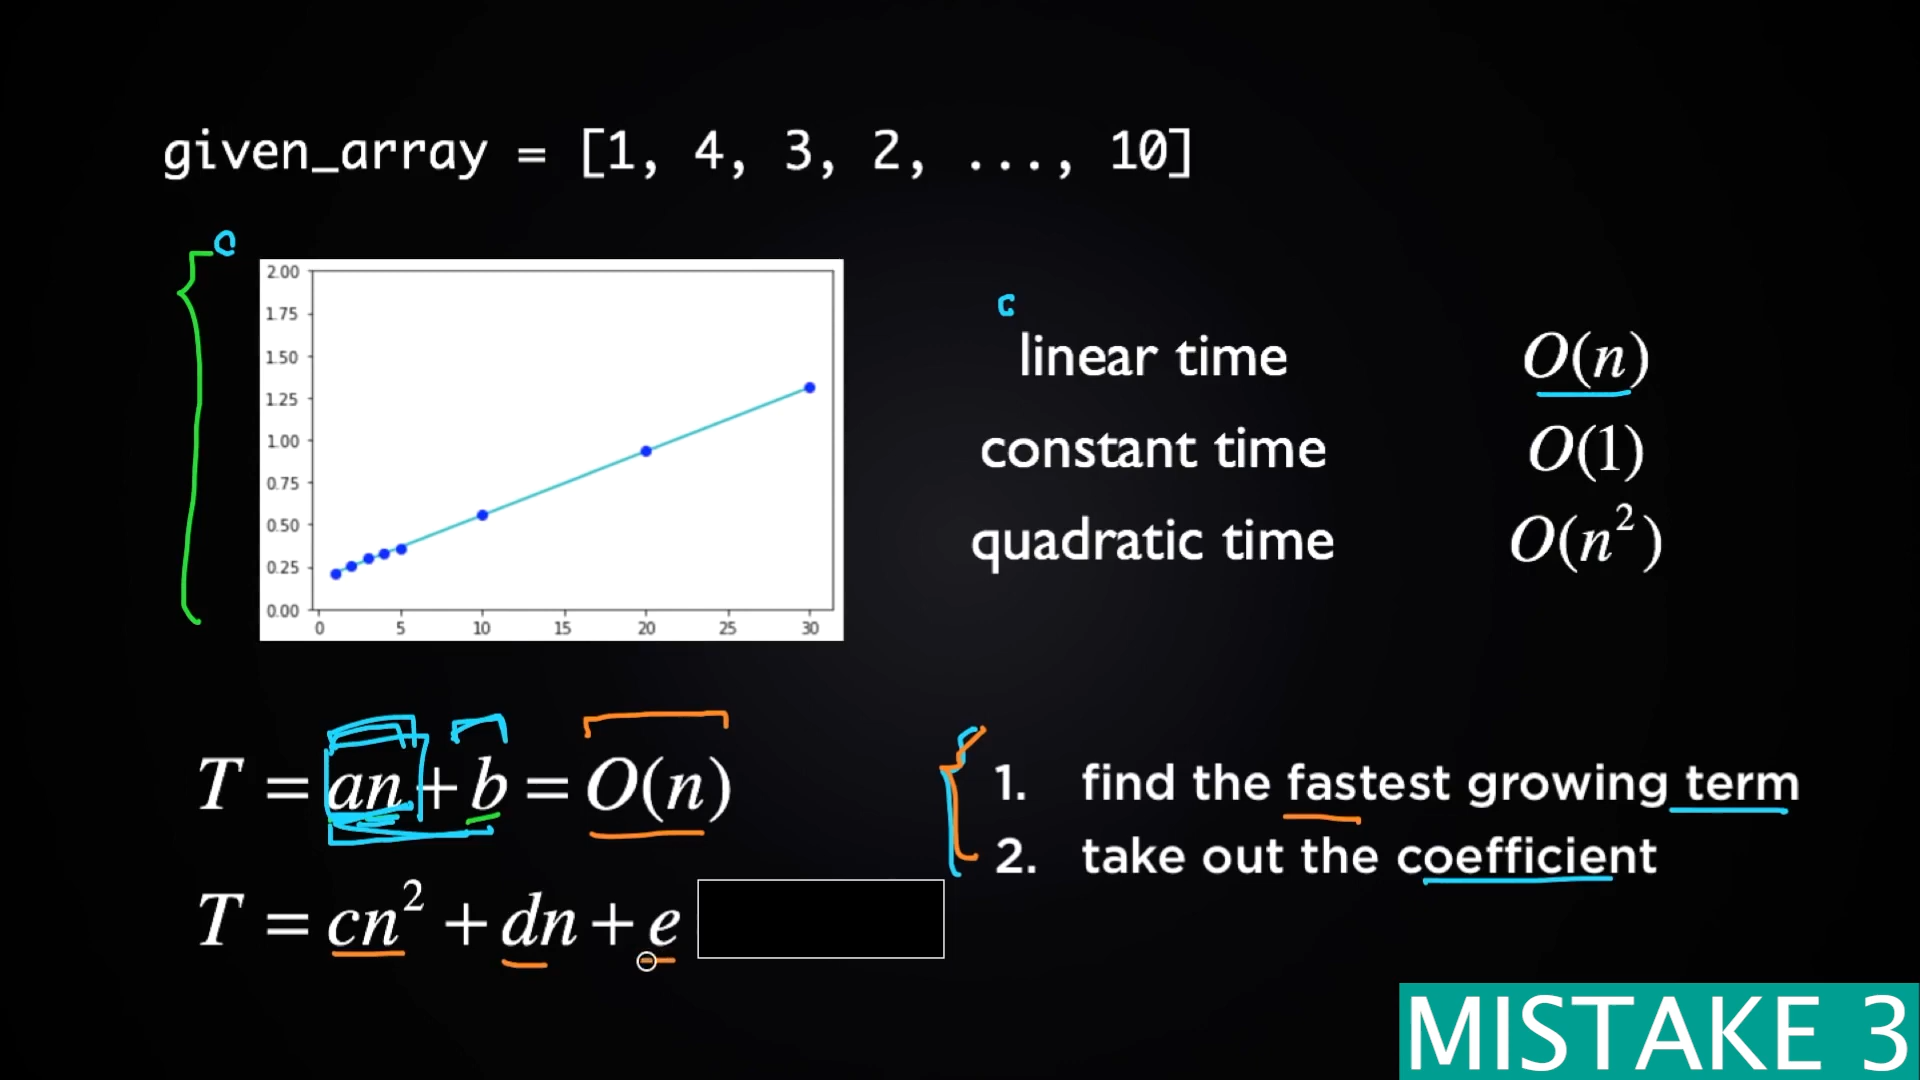 given_array = [1, 4, 3, 2, ..., 10]
2.00
1.75
1.50
1.25
1.00
0.75
0.50
0.25
0.00
0 5 10 15 20 25 30
c
linear time O(n)
constant time O(1)
quadratic time O(n²)
T = an + b = O(n)
T = cn² + dn + e
1. find the fastest growing term
2. take out the coefficient
MISTAKE 3